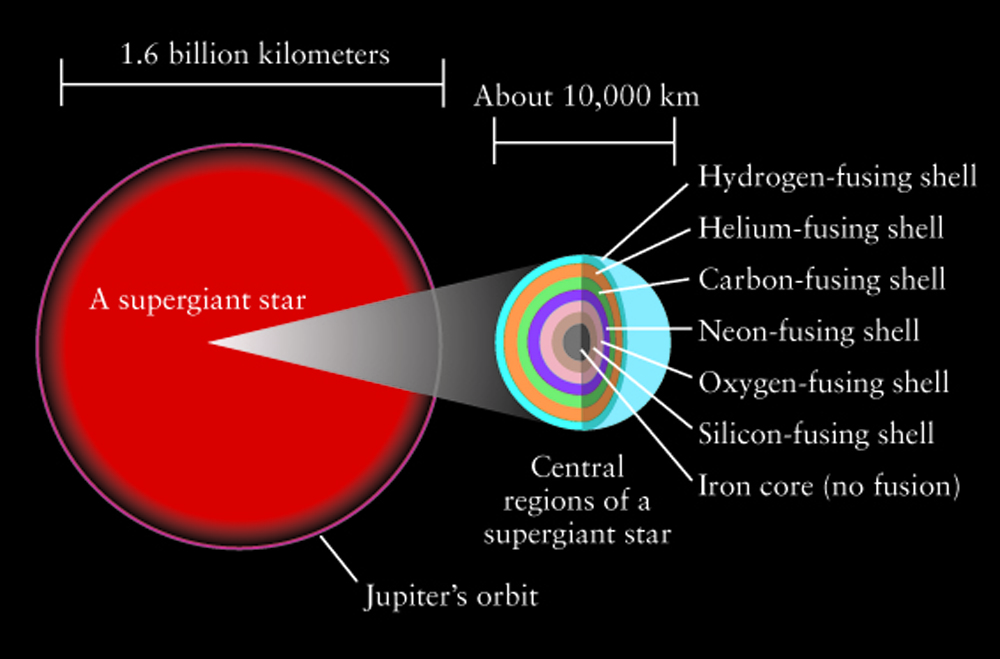 1.6 billion kilometers
About 10,000 km
Hydrogen-fusing shell
Helium-fusing shell
Carbon-fusing shell
Neon-fusing shell
Oxygen-fusing shell
Silicon-fusing shell
Iron core (no fusion)
A supergiant star
Central
regions of a
supergiant star
Jupiter's orbit